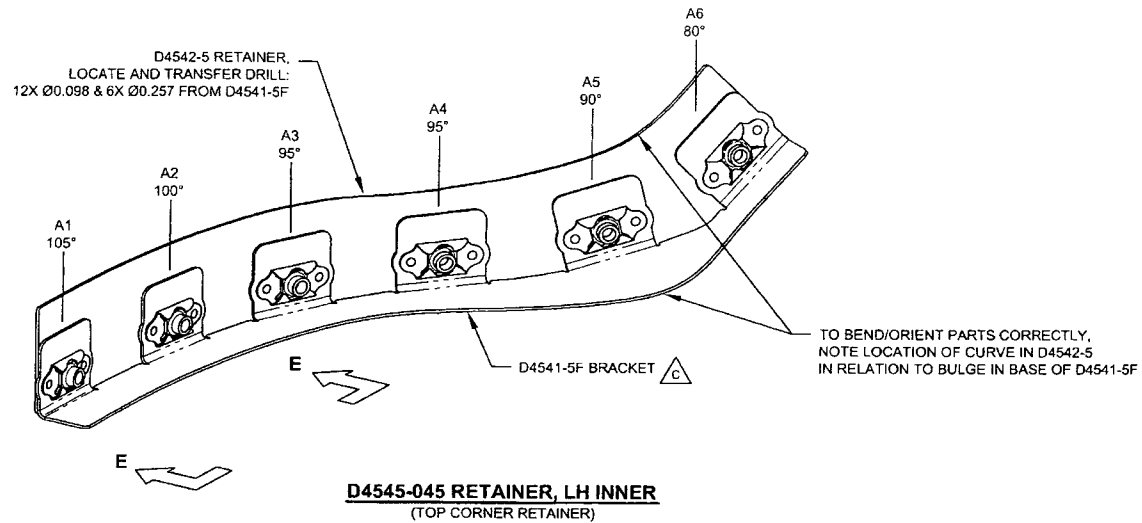 A6
80°
D4542-5 RETAINER,
LOCATE AND TRANSFER DRILL:
12X Ø0.098 & 6X Ø0.257 FROM D4541-5F
A5
90°
A4
95°
A3
95°
A2
100°
A1
105°
TO BEND/ORIENT PARTS CORRECTLY,
NOTE LOCATION OF CURVE IN D4542-5
IN RELATION TO BULGE IN BASE OF D4541-5F
E
D4541-5F BRACKET C
E
D4545-045 RETAINER, LH INNER
(TOP CORNER RETAINER)